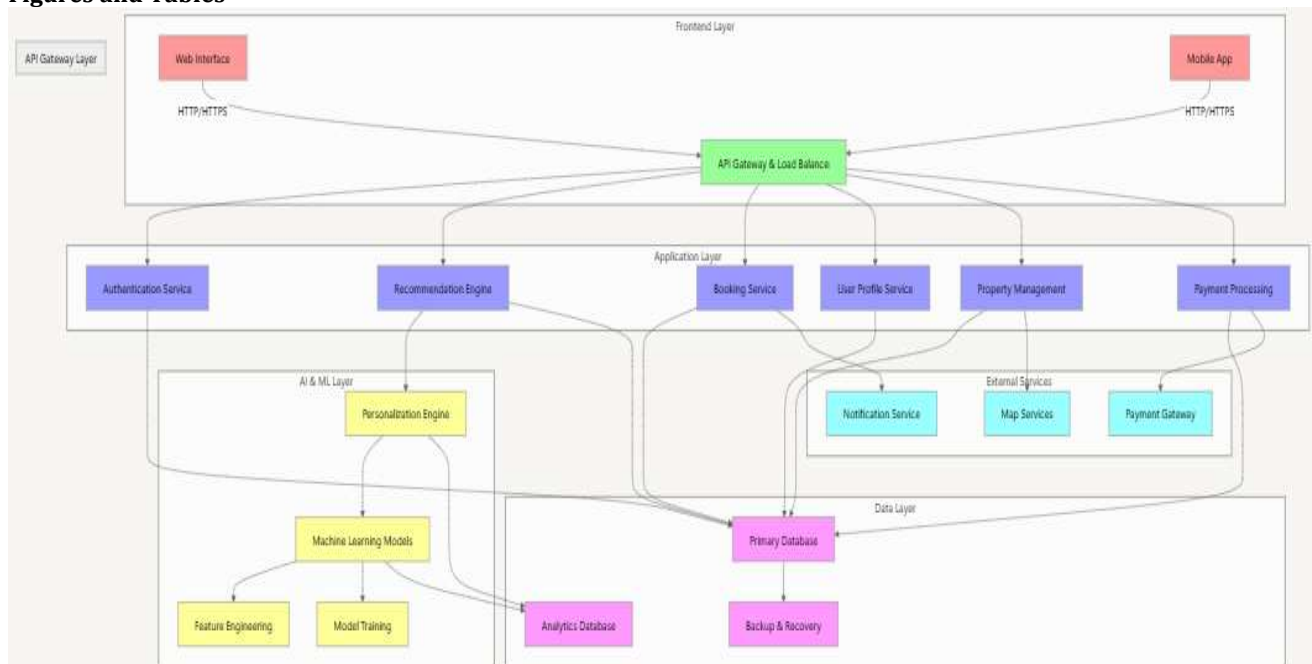 Figures and Tables
Frontend Layer
API Gateway Layer
Web Interface
Mobile App
HTTP/HTTPS
HTTP/HTTPS
API Gateway & Load Balance
Application Layer
Authentication Service
Recommendation Engine
Booking Service
User Profile Service
Property Management
Payment Processing
AI & ML Layer
External Services
Personalization Engine
Notification Service
Map Services
Payment Gateway
Data Layer
Machine Learning Models
Primary Database
Feature Engineering
Model Training
Analytics Database
Backup & Recovery